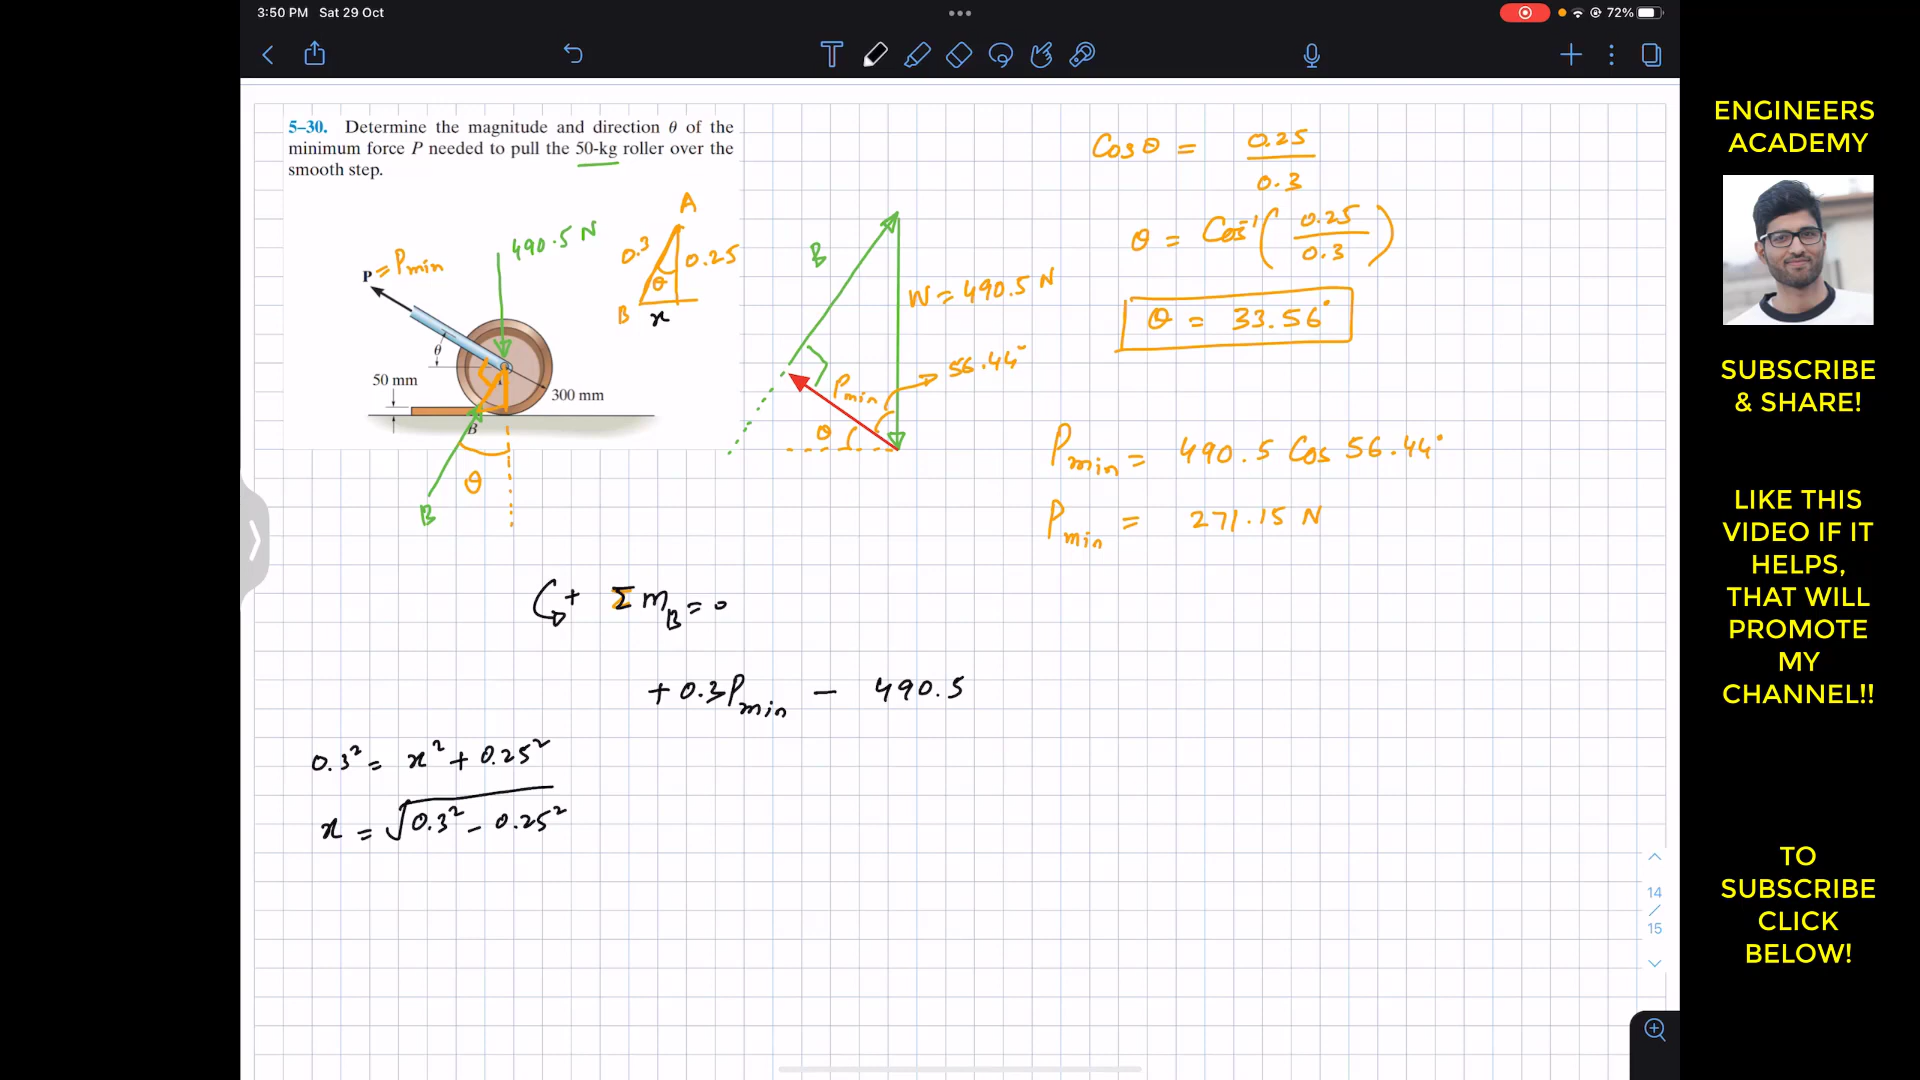 3:50 PM Sat 29 Oct
72%
5–30. Determine the magnitude and direction θ of the
minimum force P needed to pull the 50-kg roller over the
smooth step.
A
490.5 N
0.3
0.25
θ
B
x
P = Pmin
θ
50 mm
300 mm
B
θ
B
B
W = 490.5 N
56.44°
Pmin
θ
Cos θ = 0.25 / 0.3
θ = Cos⁻¹ ( 0.25 / 0.3 )
θ = 33.56°
Pmin = 490.5 Cos 56.44°
Pmin = 271.15 N
+ Σ mB = 0
+ 0.3 Pmin – 490.5
0.3² = x² + 0.25²
x = √0.3² – 0.25²
14
/
15
ENGINEERS
ACADEMY
SUBSCRIBE
& SHARE!
LIKE THIS
VIDEO IF IT
HELPS,
THAT WILL
PROMOTE
MY
CHANNEL!!
TO
SUBSCRIBE
CLICK
BELOW!